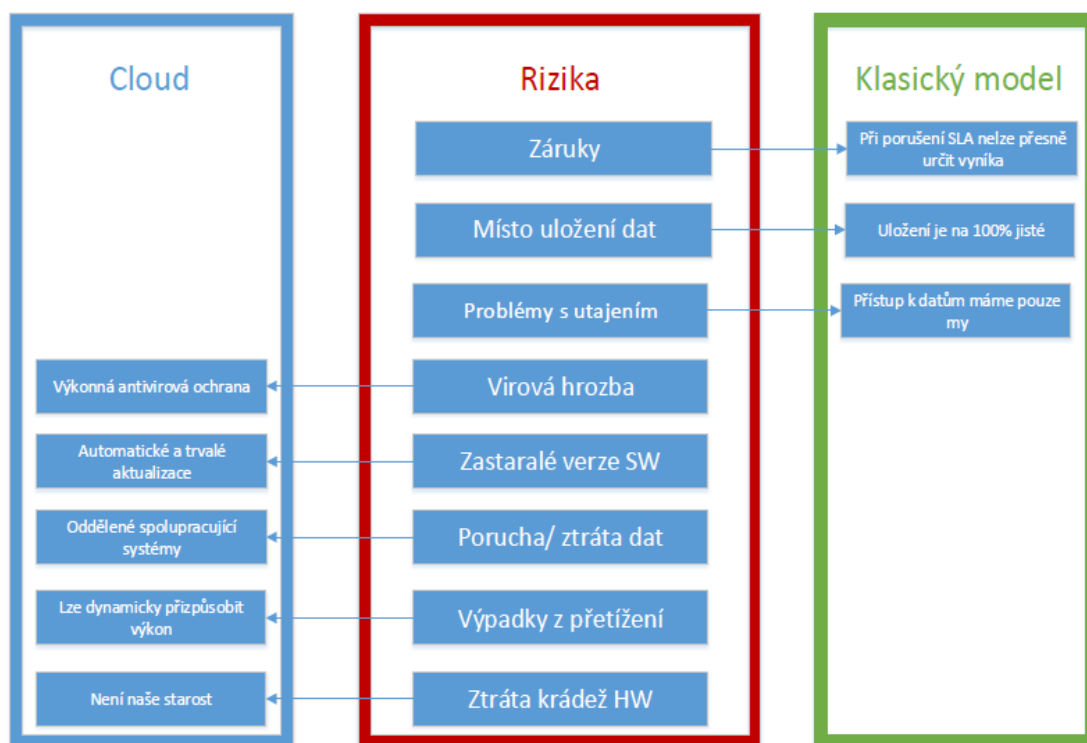 Cloud
Rizika
Klasický model
Záruky
Při porušení SLA nelze přesně
určit vyníka
Místo uložení dat
Uložení je na 100% jisté
Problémy s utajením
Přístup k datům máme pouze
my
Výkonná antivirová ochrana
Virová hrozba
Automatické a trvalé
aktualizace
Zastaralé verze SW
Oddělené spolupracující
systémy
Porucha/ ztráta dat
Lze dynamicky přizpůsobit
výkon
Výpadky z přetížení
Není naše starost
Ztráta krádež HW